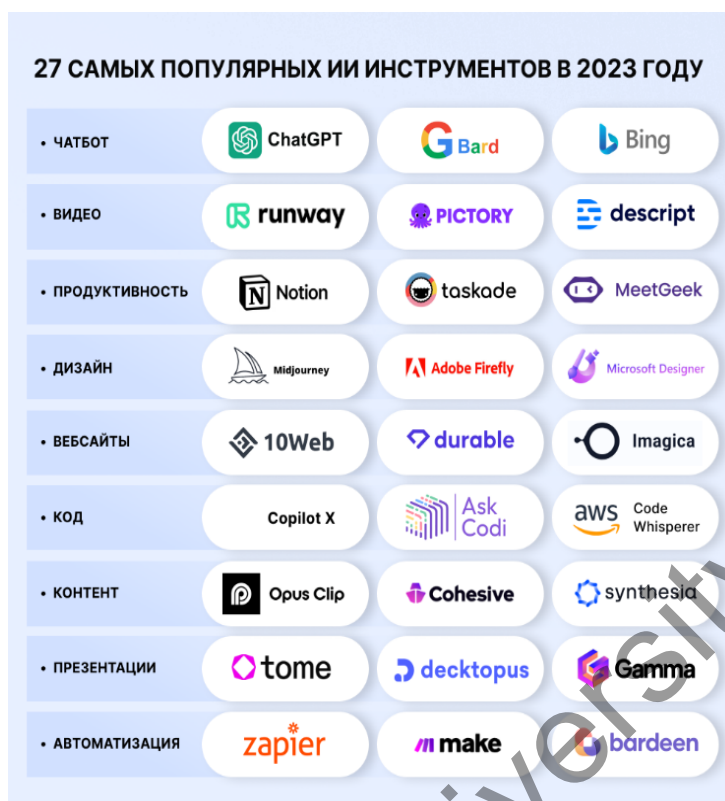 27 САМЫХ ПОПУЛЯРНЫХ ИИ ИНСТРУМЕНТОВ В 2023 ГОДУ
• ЧАТБОТ ChatGPT Bard Bing
• ВИДЕО runway PICTORY descript
• ПРОДУКТИВНОСТЬ Notion taskade MeetGeek
• ДИЗАЙН Midjourney Adobe Firefly Microsoft Designer
• ВЕБСАЙТЫ 10Web durable Imagica
• КОД Copilot X Ask Codi aws Code Whisperer
• КОНТЕНТ Opus Clip Cohesive synthesia
• ПРЕЗЕНТАЦИИ tome decktopus Gamma
• АВТОМАТИЗАЦИЯ zapier make bardeen
versity